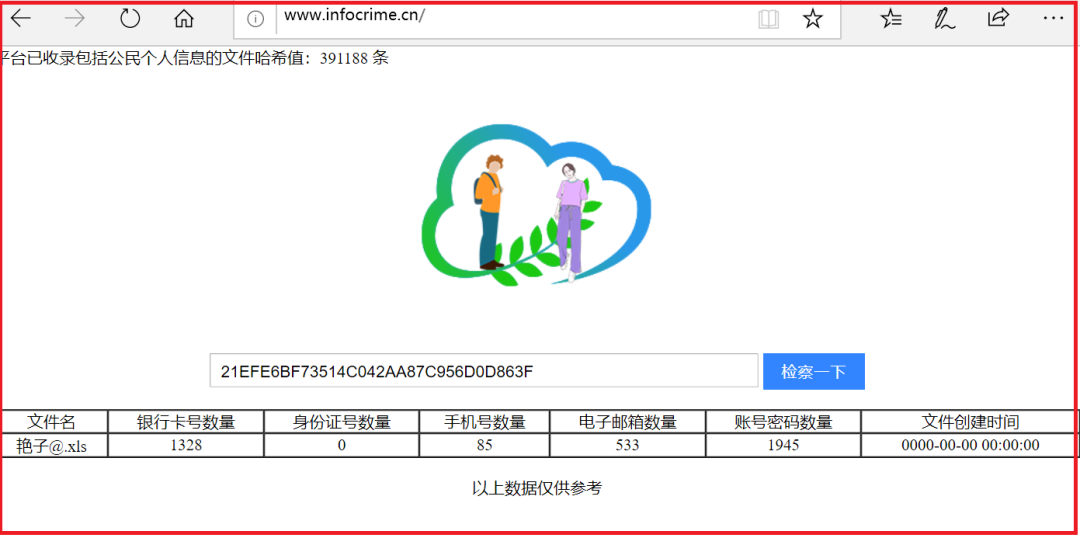 www.infocrime.cn/
平台已收录包括公民个人信息的文件哈希值：391188 条
21EFE6BF73514C042AA87C956D0D863F 检察一下
文件名 银行卡号数量 身份证号数量 手机号数量 电子邮箱数量 账号密码数量 文件创建时间
艳子@.xls 1328 0 85 533 1945 0000-00-00 00:00:00
以上数据仅供参考